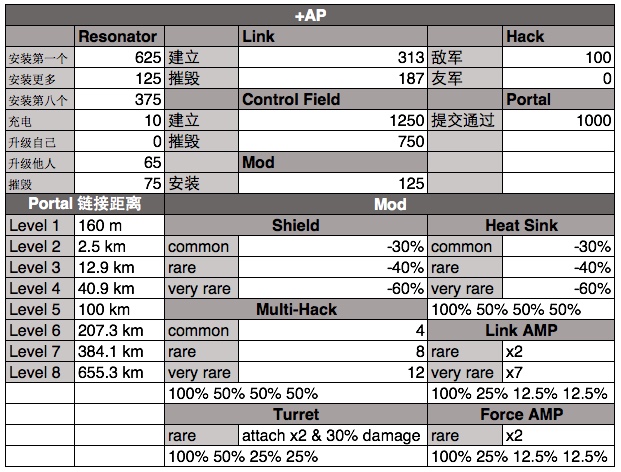 +AP
Resonator Link Hack
安装第一个 625 建立 313 敌军 100
安装更多 125 摧毁 187 友军 0
安装第八个 375 Control Field Portal
充电 10 建立 1250 提交通过 1000
升级自己 0 摧毁 750
升级他人 65 Mod
摧毁 75 安装 125
Portal 链接距离 Mod
Level 1 160 m Shield Heat Sink
Level 2 2.5 km common -30% common -30%
Level 3 12.9 km rare -40% rare -40%
Level 4 40.9 km very rare -60% very rare -60%
Level 5 100 km Multi-Hack 100% 50% 50% 50%
Level 6 207.3 km common 4 Link AMP
Level 7 384.1 km rare 8 rare x2
Level 8 655.3 km very rare 12 very rare x7
100% 50% 50% 50% 100% 25% 12.5% 12.5%
Turret Force AMP
rare attach x2 & 30% damage rare x2
100% 50% 25% 25% 100% 25% 12.5% 12.5%